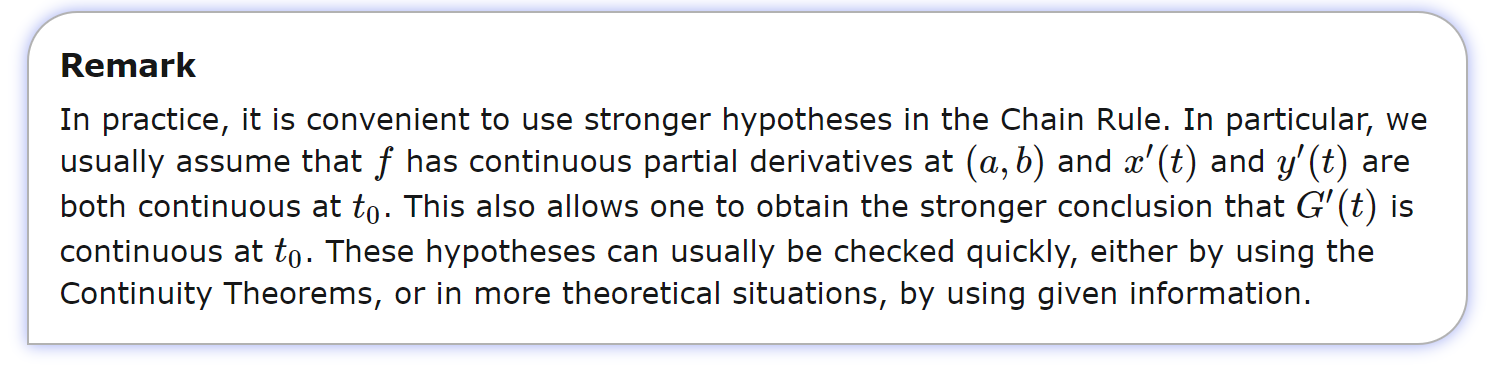 Remark
In practice, it is convenient to use stronger hypotheses in the Chain Rule. In particular, we
usually assume that f has continuous partial derivatives at (a, b) and x′(t) and y′(t) are
both continuous at t₀. This also allows one to obtain the stronger conclusion that G′(t) is
continuous at t₀. These hypotheses can usually be checked quickly, either by using the
Continuity Theorems, or in more theoretical situations, by using given information.